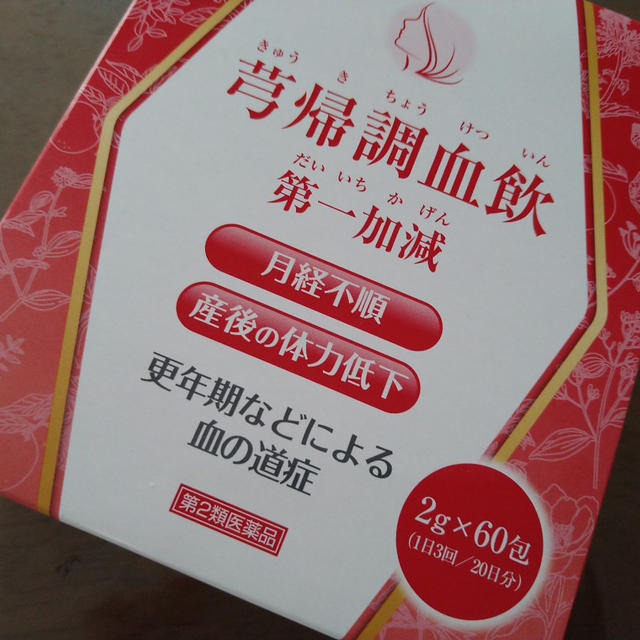 きゅう き ちょう けつ いん
芎帰調血飲
だい いち か げん
第一加減
月経不順
産後の体力低下
更年期などによる
血の道症
第2類医薬品
2g×60包
(1日3回/20日分)